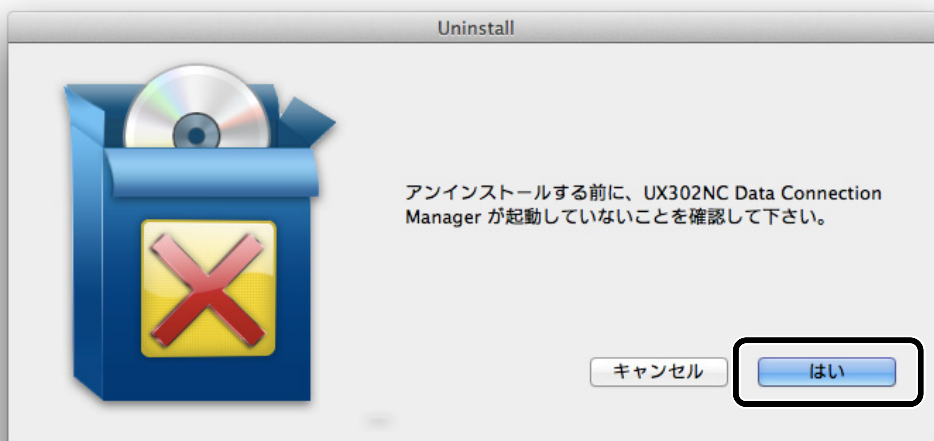 Uninstall
アンインストールする前に、UX302NC Data Connection
Manager が起動していないことを確認して下さい。
キャンセル
はい